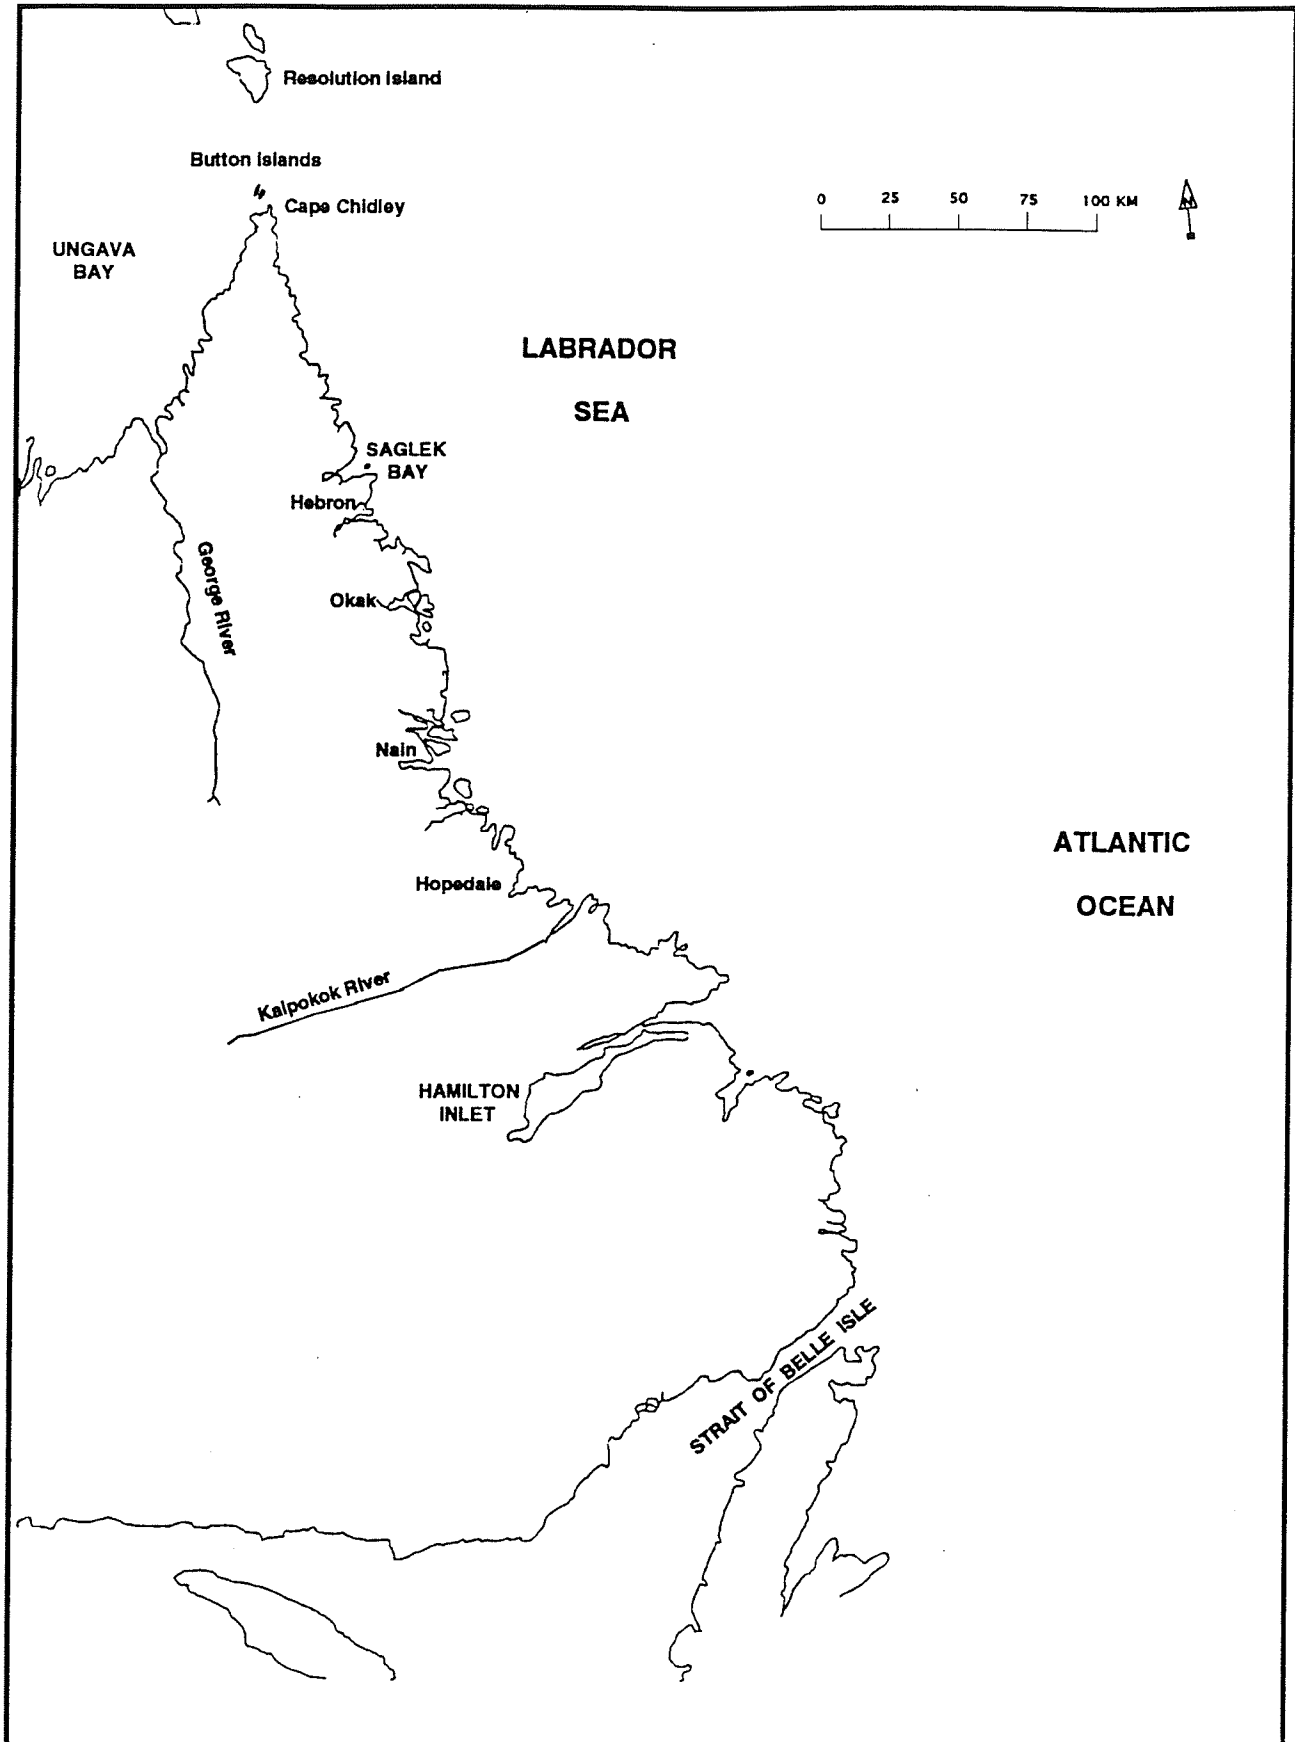 Resolution Island
Button Islands
Cape Chidley
0 25 50 75 100 KM
N
UNGAVA
BAY
LABRADOR
SEA
SAGLEK
BAY
Hebron
George River
Okak
Nain
ATLANTIC
OCEAN
Hopedale
Kaipokok River
HAMILTON
INLET
STRAIT OF BELLE ISLE